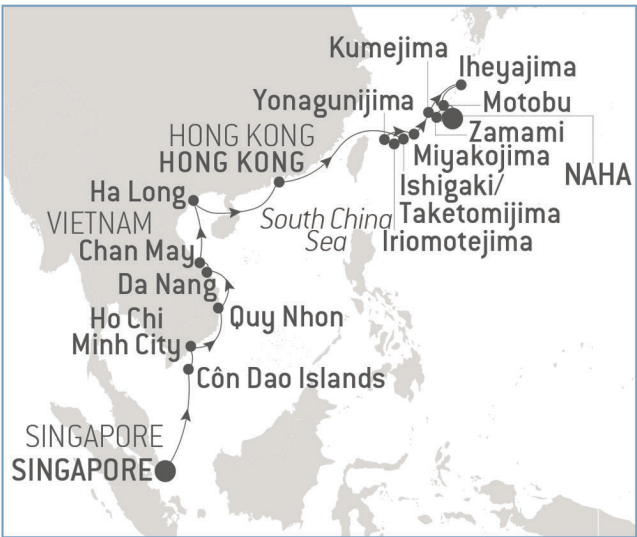 Kumejima
Iheyajima
Yonagunijima
Motobu
Zamami
HONG KONG
HONG KONG
Miyakojima
NAHA
Ha Long
Ishigaki/
Taketomijima
VIETNAM
South China
Sea
Iriomotejima
Chan May
Da Nang
Ho Chi
Minh City
Quy Nhon
Côn Dao Islands
SINGAPORE
SINGAPORE